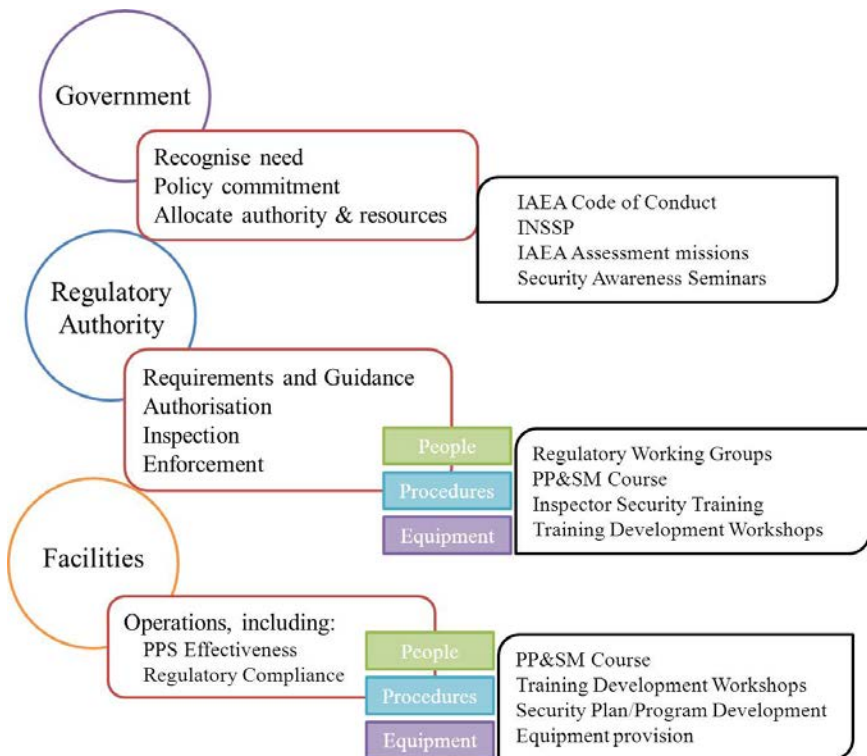 Government
Recognise need
Policy commitment
Allocate authority & resources
IAEA Code of Conduct
INSSP
IAEA Assessment missions
Security Awareness Seminars
Regulatory
Authority
Requirements and Guidance
Authorisation
Inspection
Enforcement
People
Procedures
Equipment
Regulatory Working Groups
PP&SM Course
Inspector Security Training
Training Development Workshops
Facilities
Operations, including:
PPS Effectiveness
Regulatory Compliance
People
Procedures
Equipment
PP&SM Course
Training Development Workshops
Security Plan/Program Development
Equipment provision